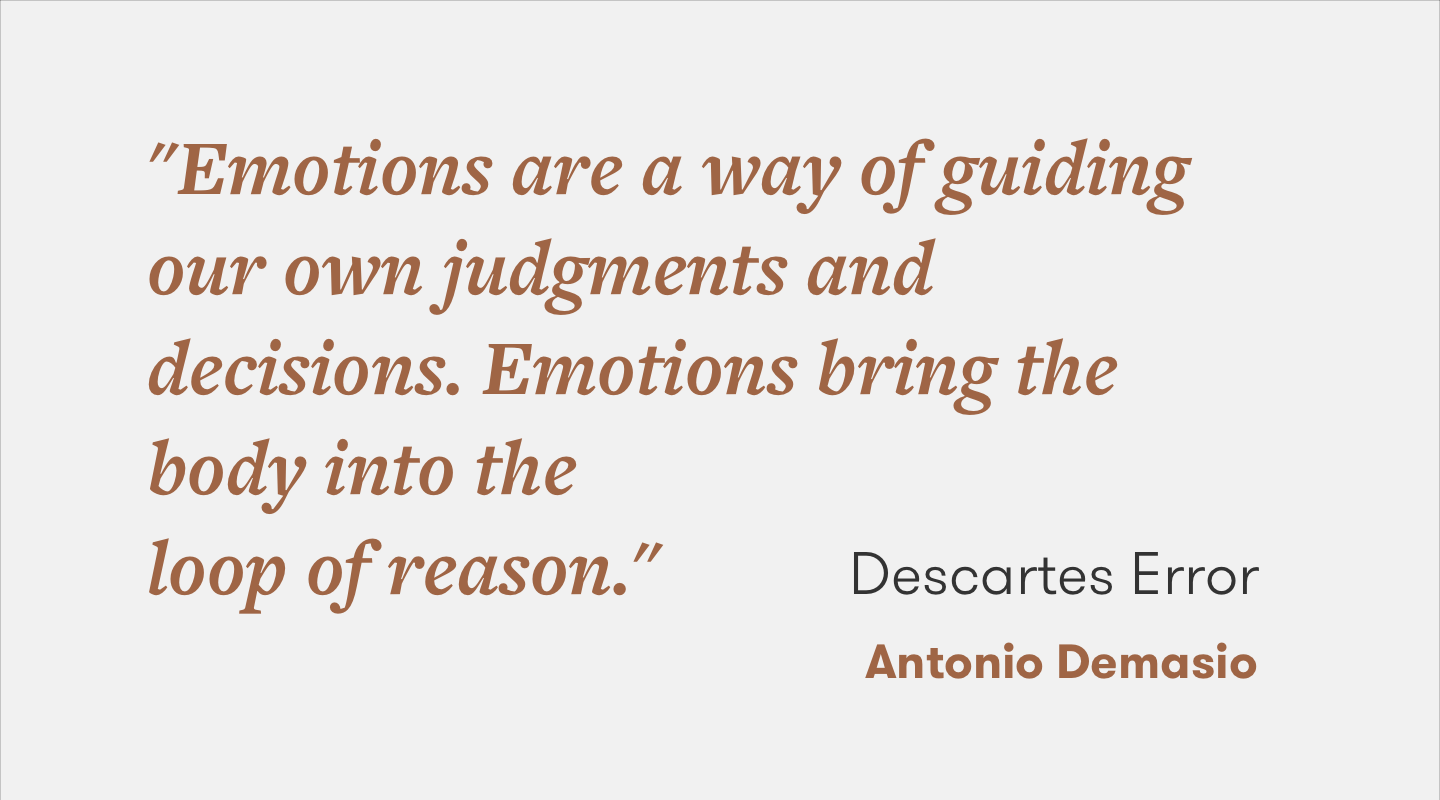 "Emotions are a way of guiding
our own judgments and
decisions. Emotions bring the
body into the
loop of reason."
Descartes Error
Antonio Demasio